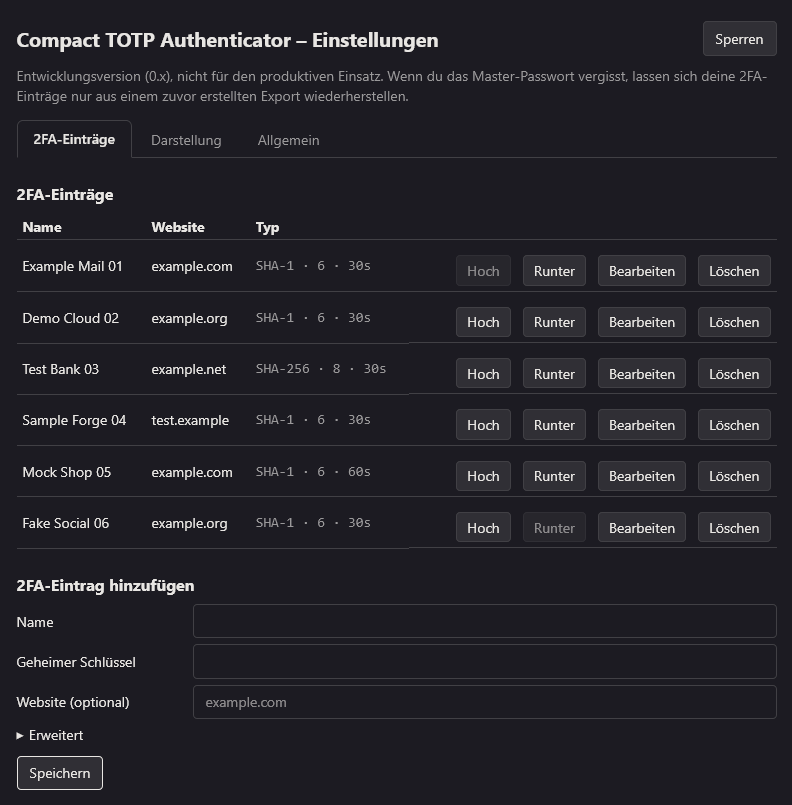 Compact TOTP Authenticator – Einstellungen
Sperren
Entwicklungsversion (0.x), nicht für den produktiven Einsatz. Wenn du das Master-Passwort vergisst, lassen sich deine 2FA-
Einträge nur aus einem zuvor erstellten Export wiederherstellen.
2FA-Einträge Darstellung Allgemein
2FA-Einträge
Name Website Typ
Example Mail 01 example.com SHA-1 · 6 · 30s Hoch Runter Bearbeiten Löschen
Demo Cloud 02 example.org SHA-1 · 6 · 30s Hoch Runter Bearbeiten Löschen
Test Bank 03 example.net SHA-256 · 8 · 30s Hoch Runter Bearbeiten Löschen
Sample Forge 04 test.example SHA-1 · 6 · 30s Hoch Runter Bearbeiten Löschen
Mock Shop 05 example.com SHA-1 · 6 · 60s Hoch Runter Bearbeiten Löschen
Fake Social 06 example.org SHA-1 · 6 · 30s Hoch Runter Bearbeiten Löschen
2FA-Eintrag hinzufügen
Name
Geheimer Schlüssel
Website (optional) example.com
▸ Erweitert
Speichern